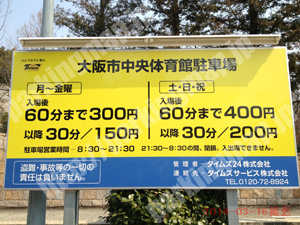 大阪市中央体育館駐車場
月～金曜
入場後
60分まで300円
以降 30分／150円
土・日・祝
入場後
60分まで400円
以降 30分／200円
駐車場営業時間…8:30～21:30 21:30～8:30の間、閉鎖。入出場できません。
盗難・事故等の一切の
責任は負いません。
管理者…タイムズ24株式会社
連絡先…タイムズサービス株式会社
TEL.0120-72-8924